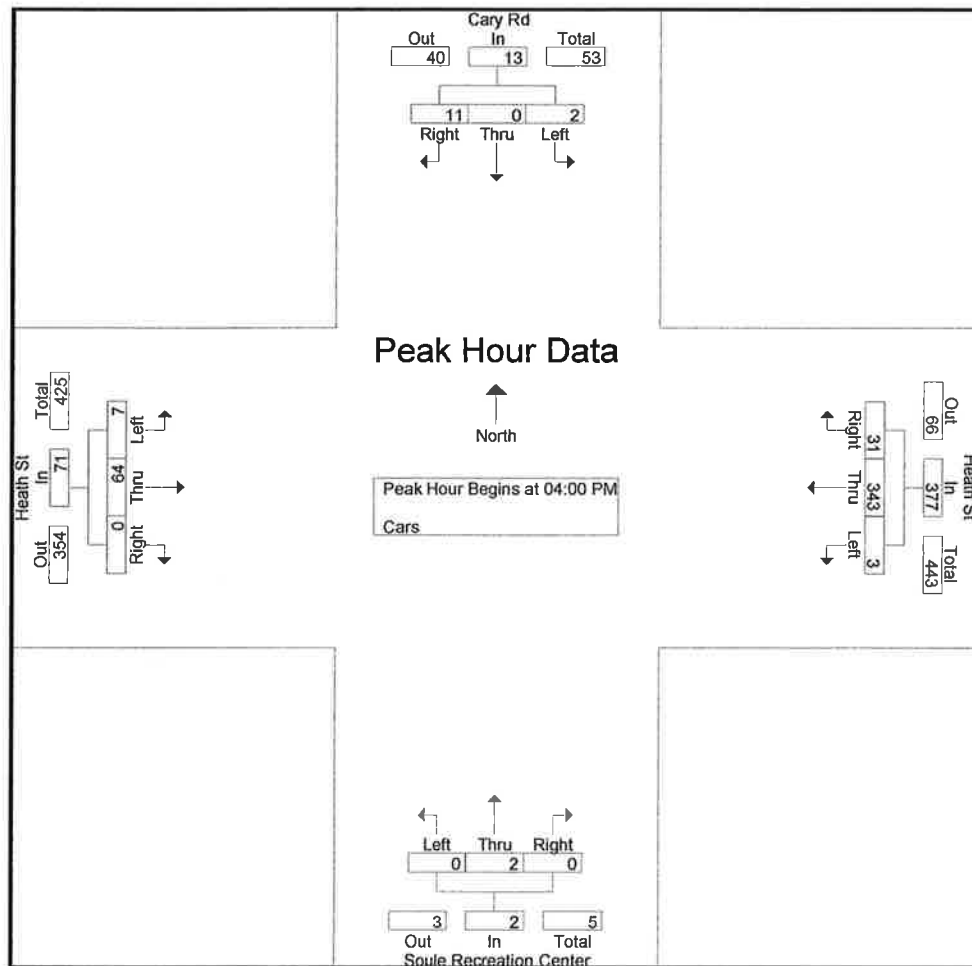 Cary Rd
Out In Total
40 13 53
11 0 2
Right Thru Left
Peak Hour Data
North
Peak Hour Begins at 04:00 PM
Cars
Heath St
Out In Total
354 71 425
Right Thru Left
0 64 7
Heath St
Out In Total
66 377 443
Right Thru Left
31 343 3
Left Thru Right
0 2 0
3 2 5
Out In Total
Soule Recreation Center